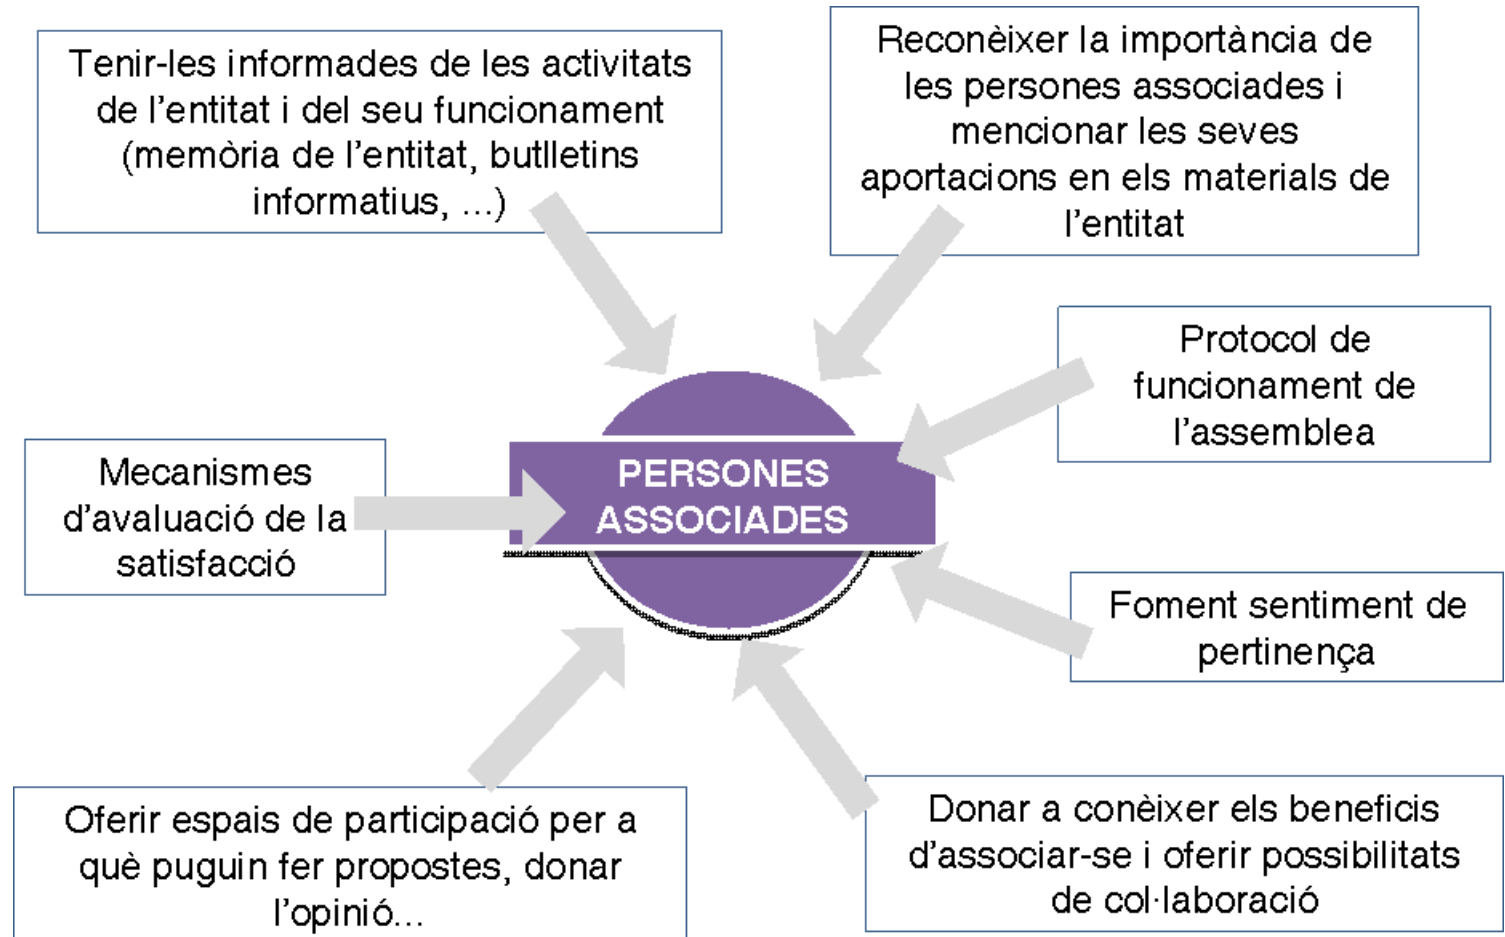 Tenir-les informades de les activitats
de l'entitat i del seu funcionament
(memòria de l'entitat, butlletins
informatius, ...)
Reconèixer la importància de
les persones associades i
mencionar les seves
aportacions en els materials de
l'entitat
Protocol de
funcionament de
l'assemblea
Mecanismes
d'avaluació de la
satisfacció
PERSONES
ASSOCIADES
Foment sentiment de
pertinença
Oferir espais de participació per a
què puguin fer propostes, donar
l'opinió...
Donar a conèixer els beneficis
d'associar-se i oferir possibilitats
de col·laboració